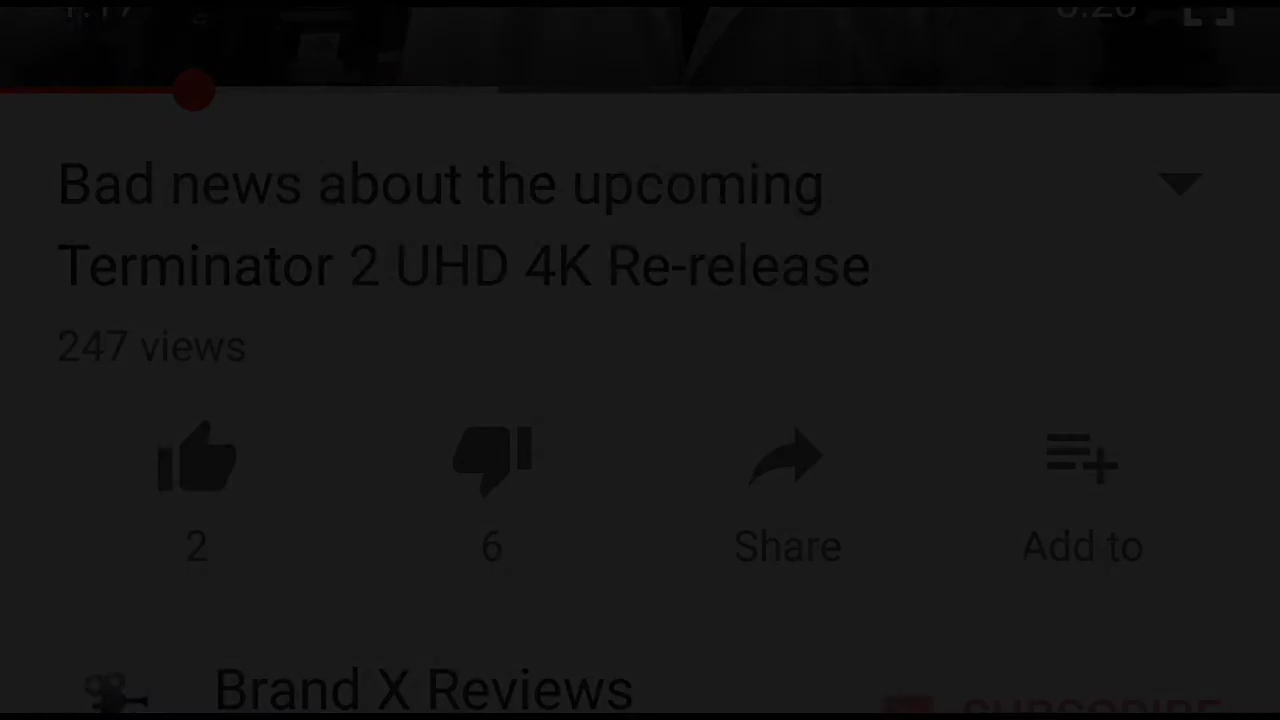 Bad news about the upcoming
Terminator 2 UHD 4K Re-release
247 views
2
6
Share
Add to
Brand X Reviews
SUBSCRIBE